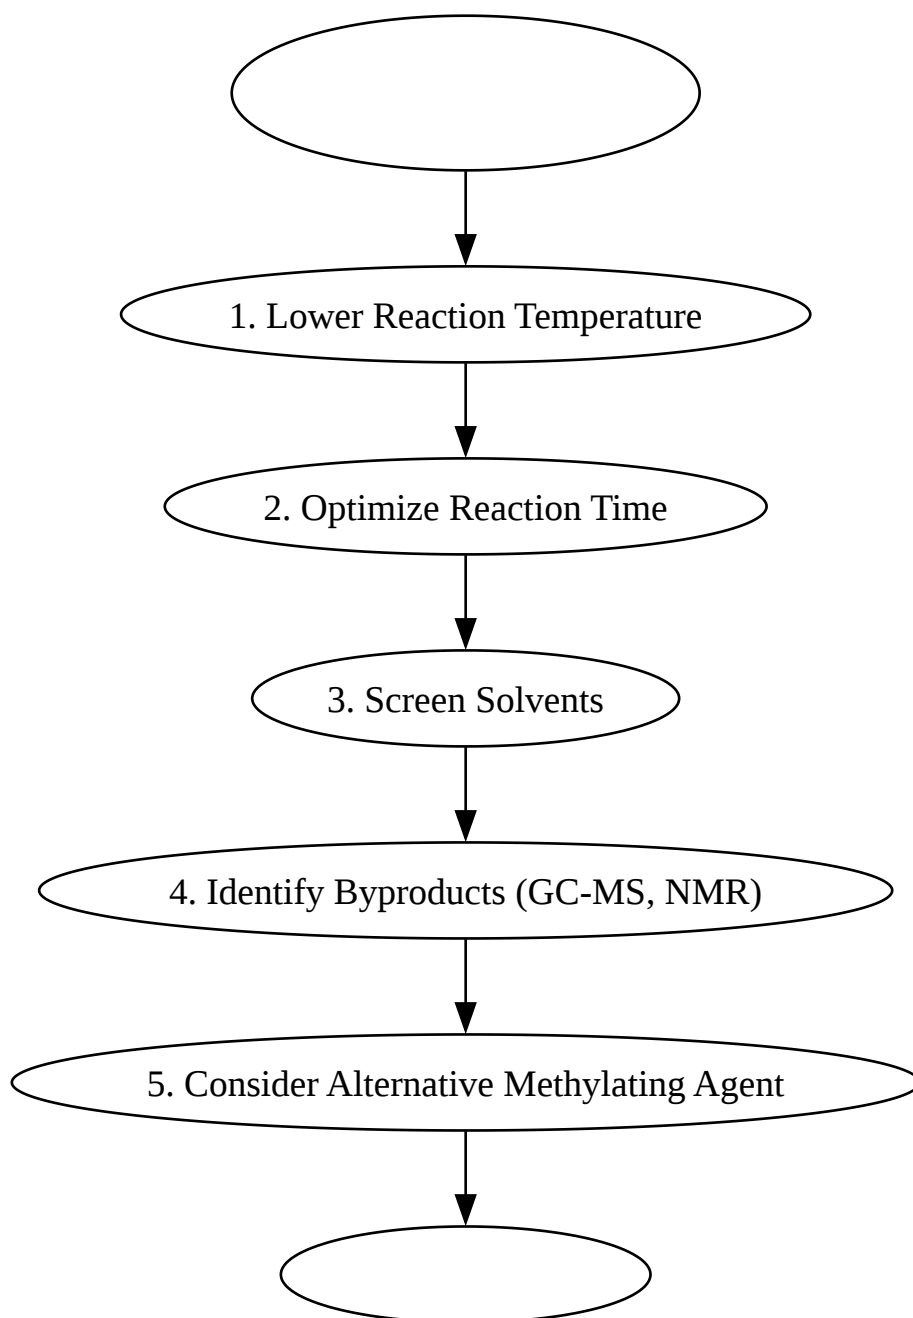 1. Lower Reaction Temperature
2. Optimize Reaction Time
3. Screen Solvents
4. Identify Byproducts (GC-MS, NMR)
5. Consider Alternative Methylating Agent